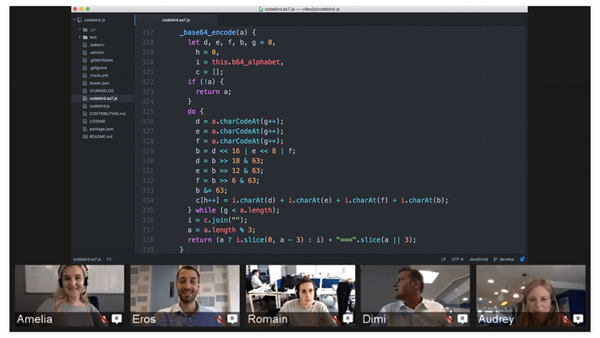 codebird.es7.js — ~/dev/js/codebird-js
codebird-js
codebird.es7.js
.git
test
.babelrc
.eslintrc
.gitattributes
.gitignore
.travis.yml
bower.json
CHANGELOG
codebird.es7.js
codebird.js
CONTRIBUTING.md
LICENSE
package.json
README.md
317 _base64_encode(a) {
318 let d, e, f, b, g = 0,
319 h = 0,
320 i = this.b64_alphabet,
321 c = [];
322 if (!a) {
323 return a;
324 }
325 do {
326 d = a.charCodeAt(g++);
327 e = a.charCodeAt(g++);
328 f = a.charCodeAt(g++);
329 b = d << 16 | e << 8 | f;
330 d = b >> 18 & 63;
331 e = b >> 12 & 63;
332 f = b >> 6 & 63;
333 b &= 63;
334 c[h++] = i.charAt(d) + i.charAt(e) + i.charAt(f) + i.charAt(b);
335 } while (g < a.length);
336 i = c.join("");
337 a = a.length % 3;
338 return (a ? i.slice(0, a - 3) : i) + "===".slice(a || 3);
339 }
codebird.es7.js 1:1 LF UTF-8 JavaScript develop
Amelia
Eros
Romain
Dimi
Audrey